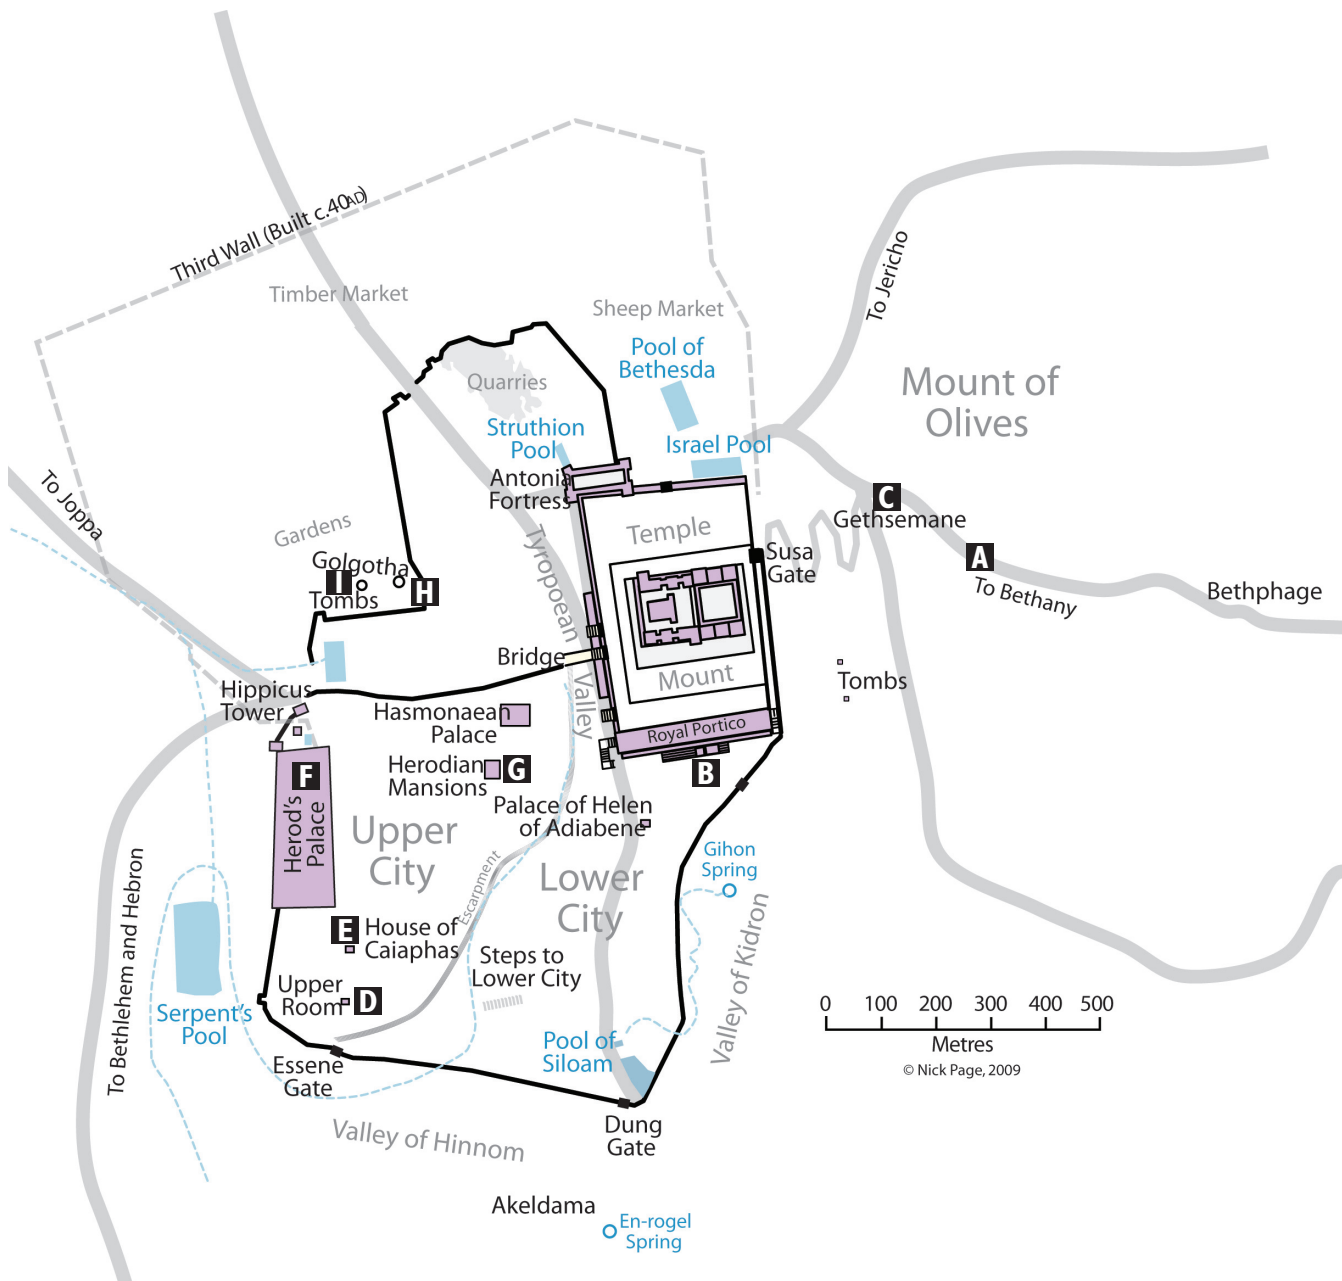 Third Wall (Built c.40AD)
Timber Market
Sheep Market
To Jericho
Pool of
Bethesda
Mount of
Olives
Quarries
Struthion
Pool
Israel Pool
Antonia
Fortress
To Joppa
C
Gethsemane
Gardens
Temple
Tyropoean
Valley
Susa
Gate
A
To Bethany
Bethphage
Golgotha
I
H
Tombs
Bridge
Mount
Tombs
Hippicus
Tower
Hasmonaean
Palace
Royal Portico
F
Herodian
Mansions
G
B
Herod's
Palace
Upper
City
Palace of Helen
of Adiabene
Gihon
Spring
Lower
City
Escarpment
To Bethlehem and Hebron
E
House of
Caiaphas
Steps to
Lower City
Valley of Kidron
Upper
Room
D
Serpent's
Pool
0 100 200 300 400 500
Metres
© Nick Page, 2009
Pool of
Siloam
Essene
Gate
Valley of Hinnom
Dung
Gate
Akeldama
En-rogel
Spring